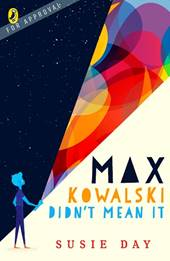 FOR APPROVAL
MAX
KOWALSKI
DIDN'T MEAN IT
SUSIE DAY